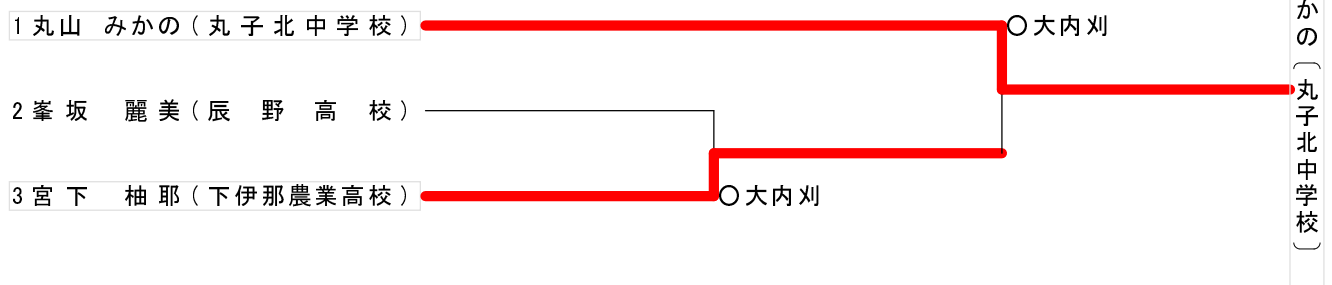 1 丸山 みかの(丸子北中学校)
〇大内刈
2 峯坂 麗美(辰野高校)
3 宮下 柚耶(下伊那農業高校)
〇大内刈
かの(丸子北中学校)